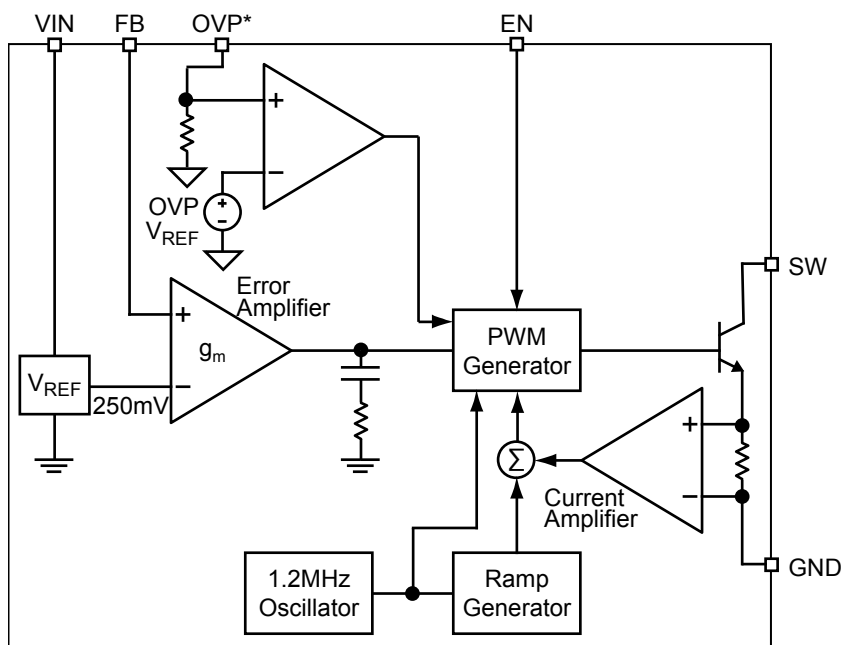 VIN
FB
OVP*
EN
+
−
OVP
VREF
+
−
Error
Amplifier
SW
+
gm
−
PWM
Generator
VREF
250mV
+
−
Σ
Current
Amplifier
GND
1.2MHz
Oscillator
Ramp
Generator